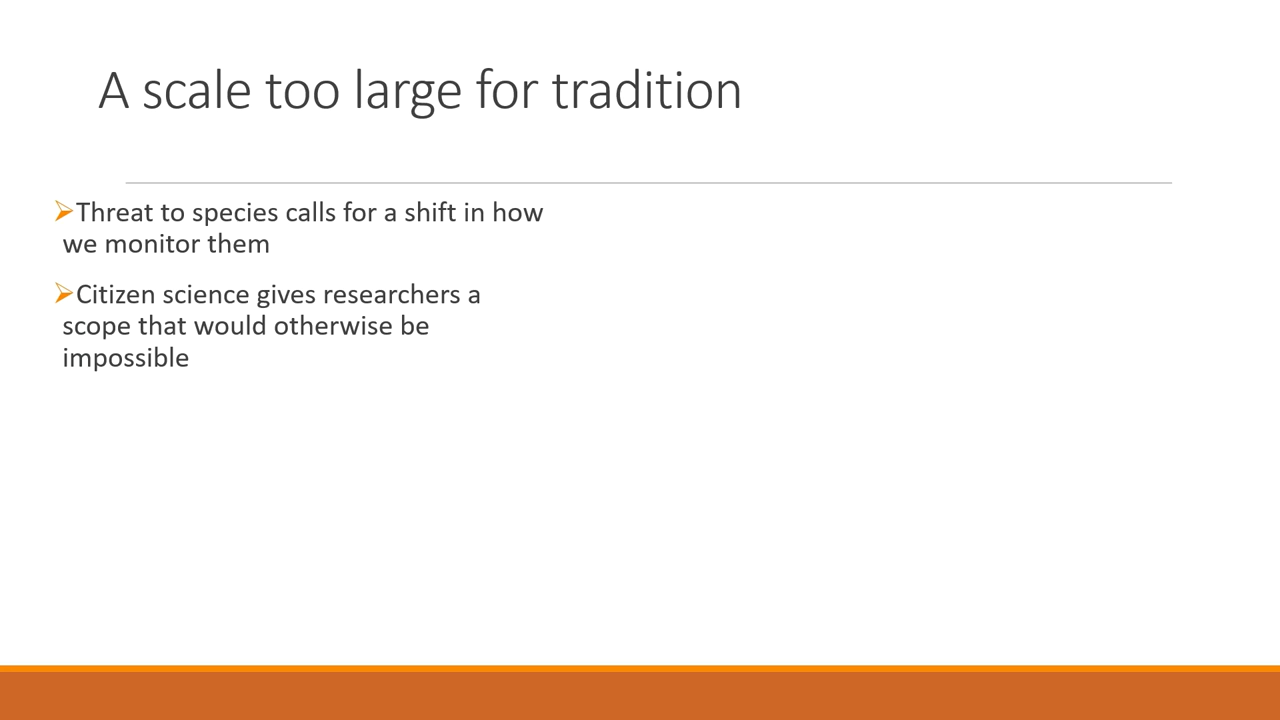 A scale too large for tradition
➢Threat to species calls for a shift in how
we monitor them
➢Citizen science gives researchers a
scope that would otherwise be
impossible